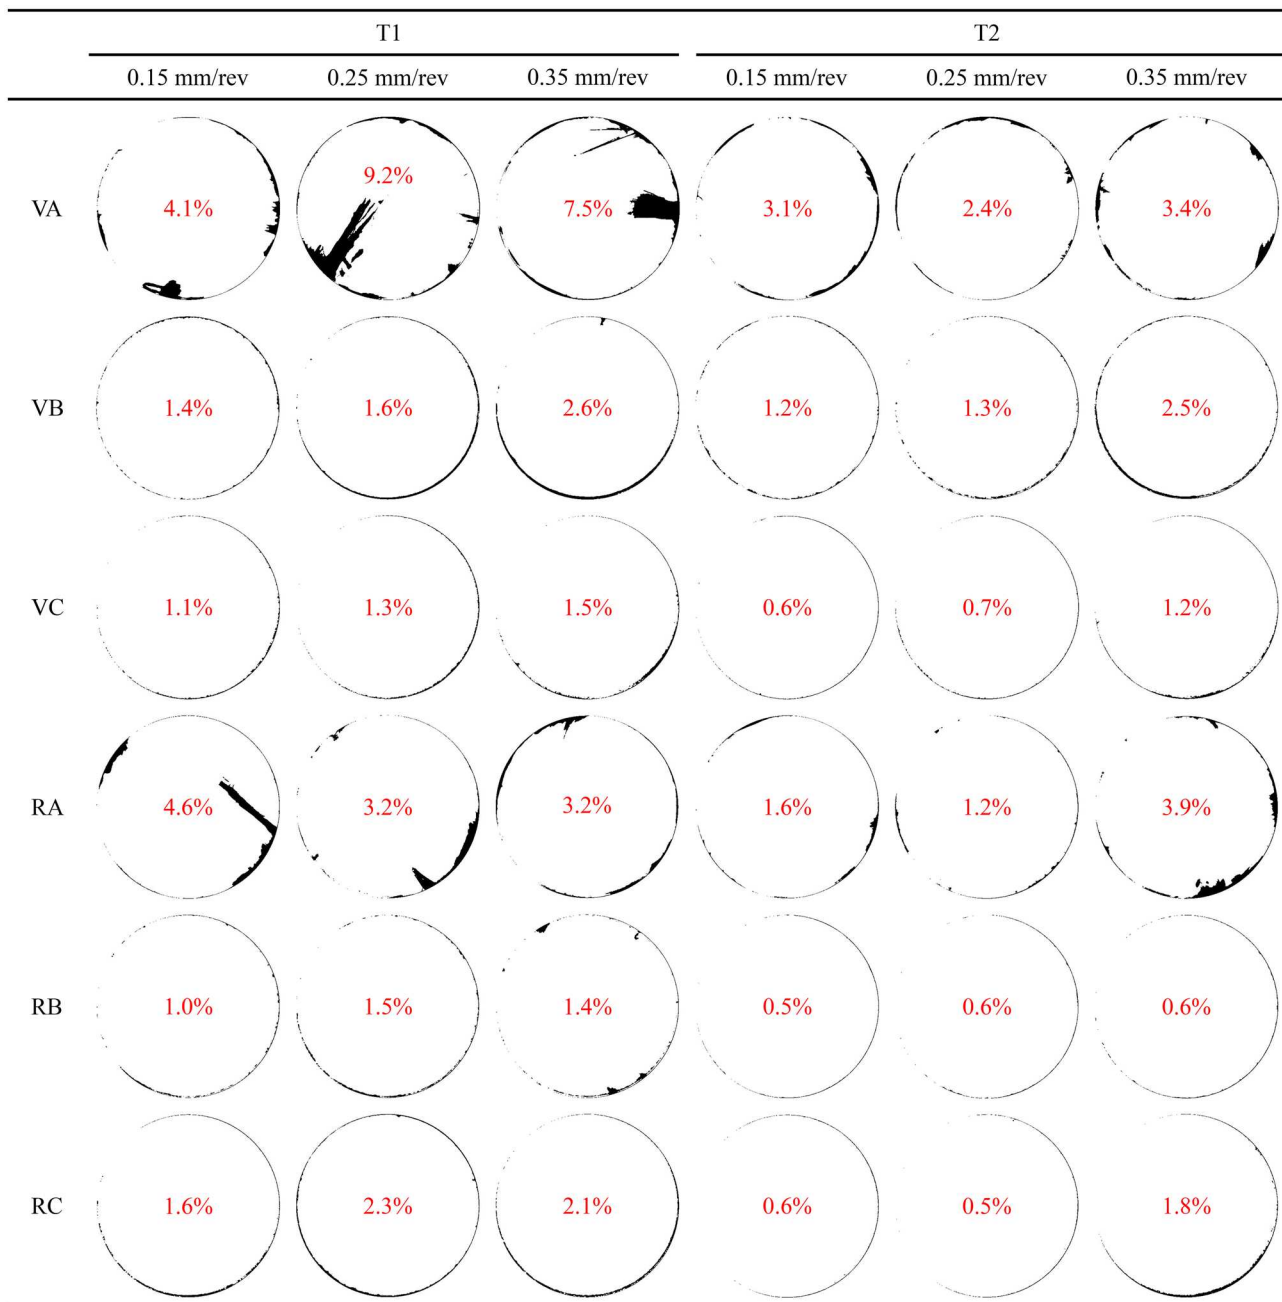 T1 T2
0.15 mm/rev 0.25 mm/rev 0.35 mm/rev 0.15 mm/rev 0.25 mm/rev 0.35 mm/rev
VA 4.1% 9.2% 7.5% 3.1% 2.4% 3.4%
VB 1.4% 1.6% 2.6% 1.2% 1.3% 2.5%
VC 1.1% 1.3% 1.5% 0.6% 0.7% 1.2%
RA 4.6% 3.2% 3.2% 1.6% 1.2% 3.9%
RB 1.0% 1.5% 1.4% 0.5% 0.6% 0.6%
RC 1.6% 2.3% 2.1% 0.6% 0.5% 1.8%